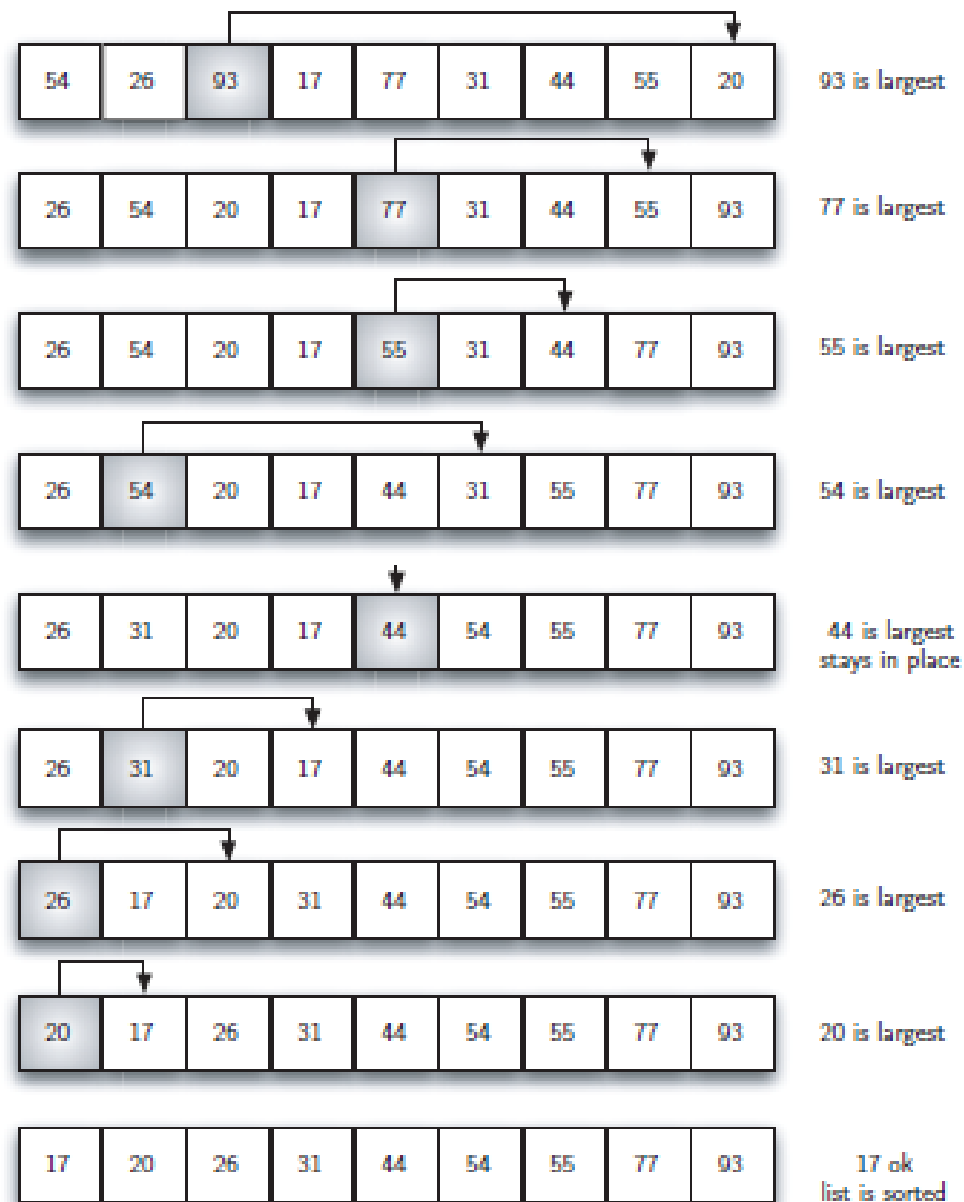 54 26 93 17 77 31 44 55 20 93 is largest
26 54 20 17 77 31 44 55 93 77 is largest
26 54 20 17 55 31 44 77 93 55 is largest
26 54 20 17 44 31 55 77 93 54 is largest
26 31 20 17 44 54 55 77 93 44 is largest
stays in place
26 31 20 17 44 54 55 77 93 31 is largest
26 17 20 31 44 54 55 77 93 26 is largest
20 17 26 31 44 54 55 77 93 20 is largest
17 20 26 31 44 54 55 77 93 17 ok
list is sorted